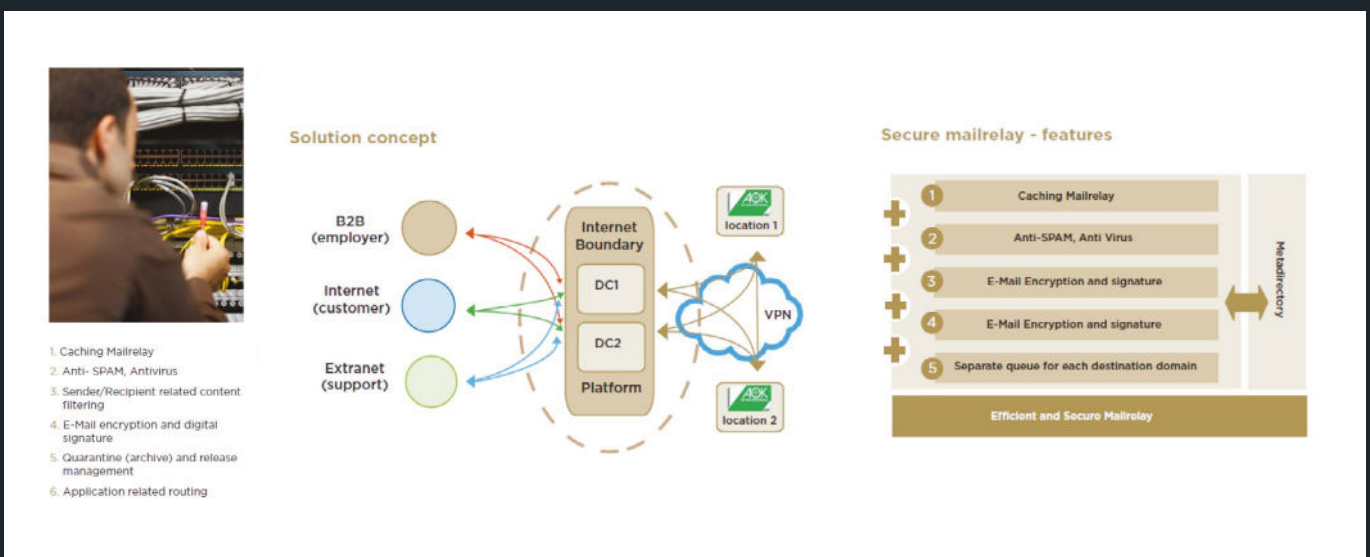 1. Caching Mailrelay
2. Anti- SPAM, Antivirus
3. Sender/Recipient related content
filtering
4. E-Mail encryption and digital
signature
5. Quarantine (archive) and release
management
6. Application related routing
Solution concept
B2B
(employer)
Internet
(customer)
Extranet
(support)
Internet
Boundary
DC1
DC2
Platform
AOK
location 1
VPN
AOK
location 2
Secure mailrelay - features
1 Caching Mailrelay
2 Anti-SPAM, Anti Virus
3 E-Mail Encryption and signature
4 E-Mail Encryption and signature
5 Separate queue for each destination domain
Metadirectory
Efficient and Secure Mailrelay